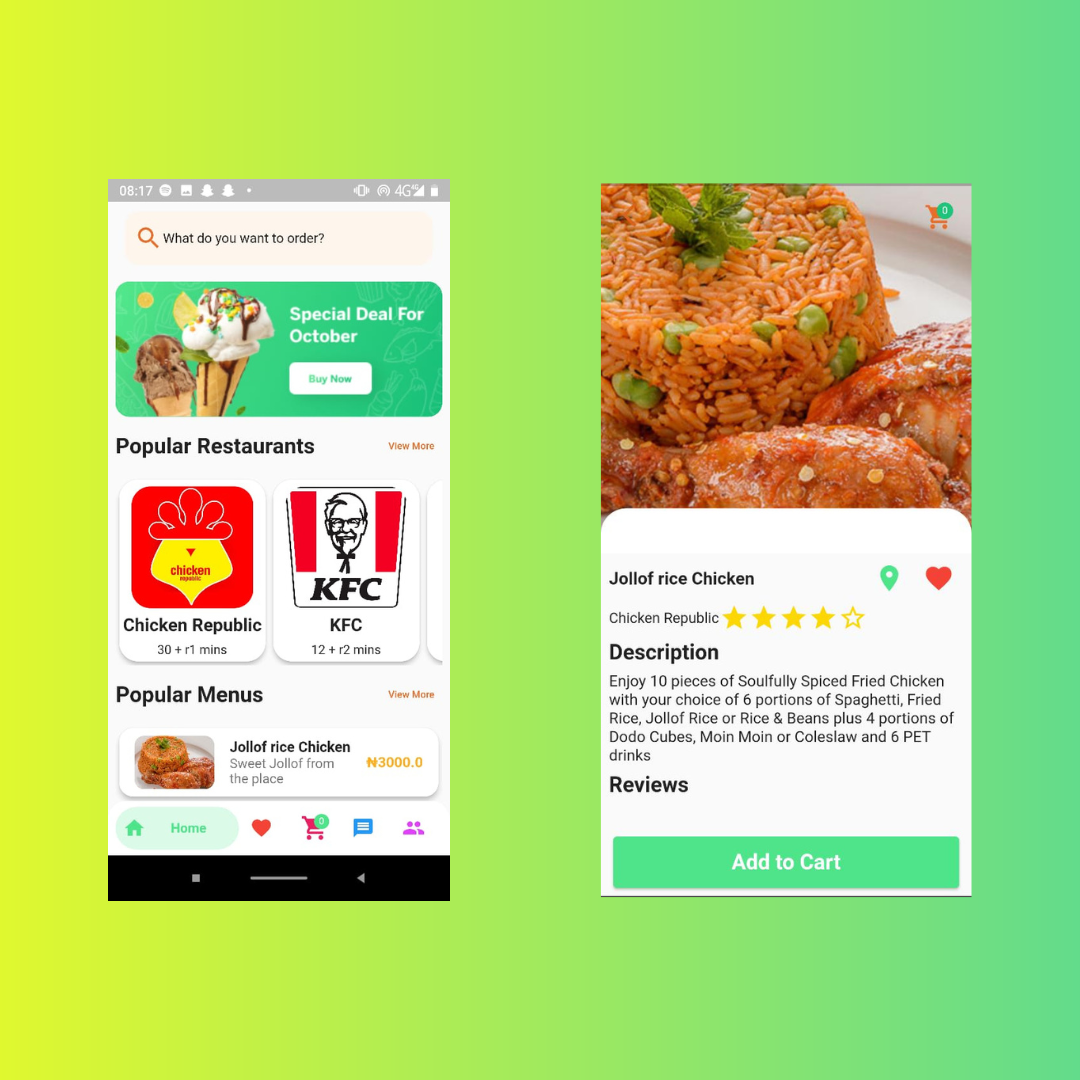 08:17
4G 4G
What do you want to order?
Special Deal For
October
Buy Now
Popular Restaurants
View More
chicken
republic
KFC
Chicken Republic
KFC
30 + r1 mins
12 + r2 mins
Popular Menus
View More
Jollof rice Chicken
Sweet Jollof from
the place
₦3000.0
Home
0
0
Jollof rice Chicken
Chicken Republic
Description
Enjoy 10 pieces of Soulfully Spiced Fried Chicken
with your choice of 6 portions of Spaghetti, Fried
Rice, Jollof Rice or Rice & Beans plus 4 portions of
Dodo Cubes, Moin Moin or Coleslaw and 6 PET
drinks
Reviews
Add to Cart